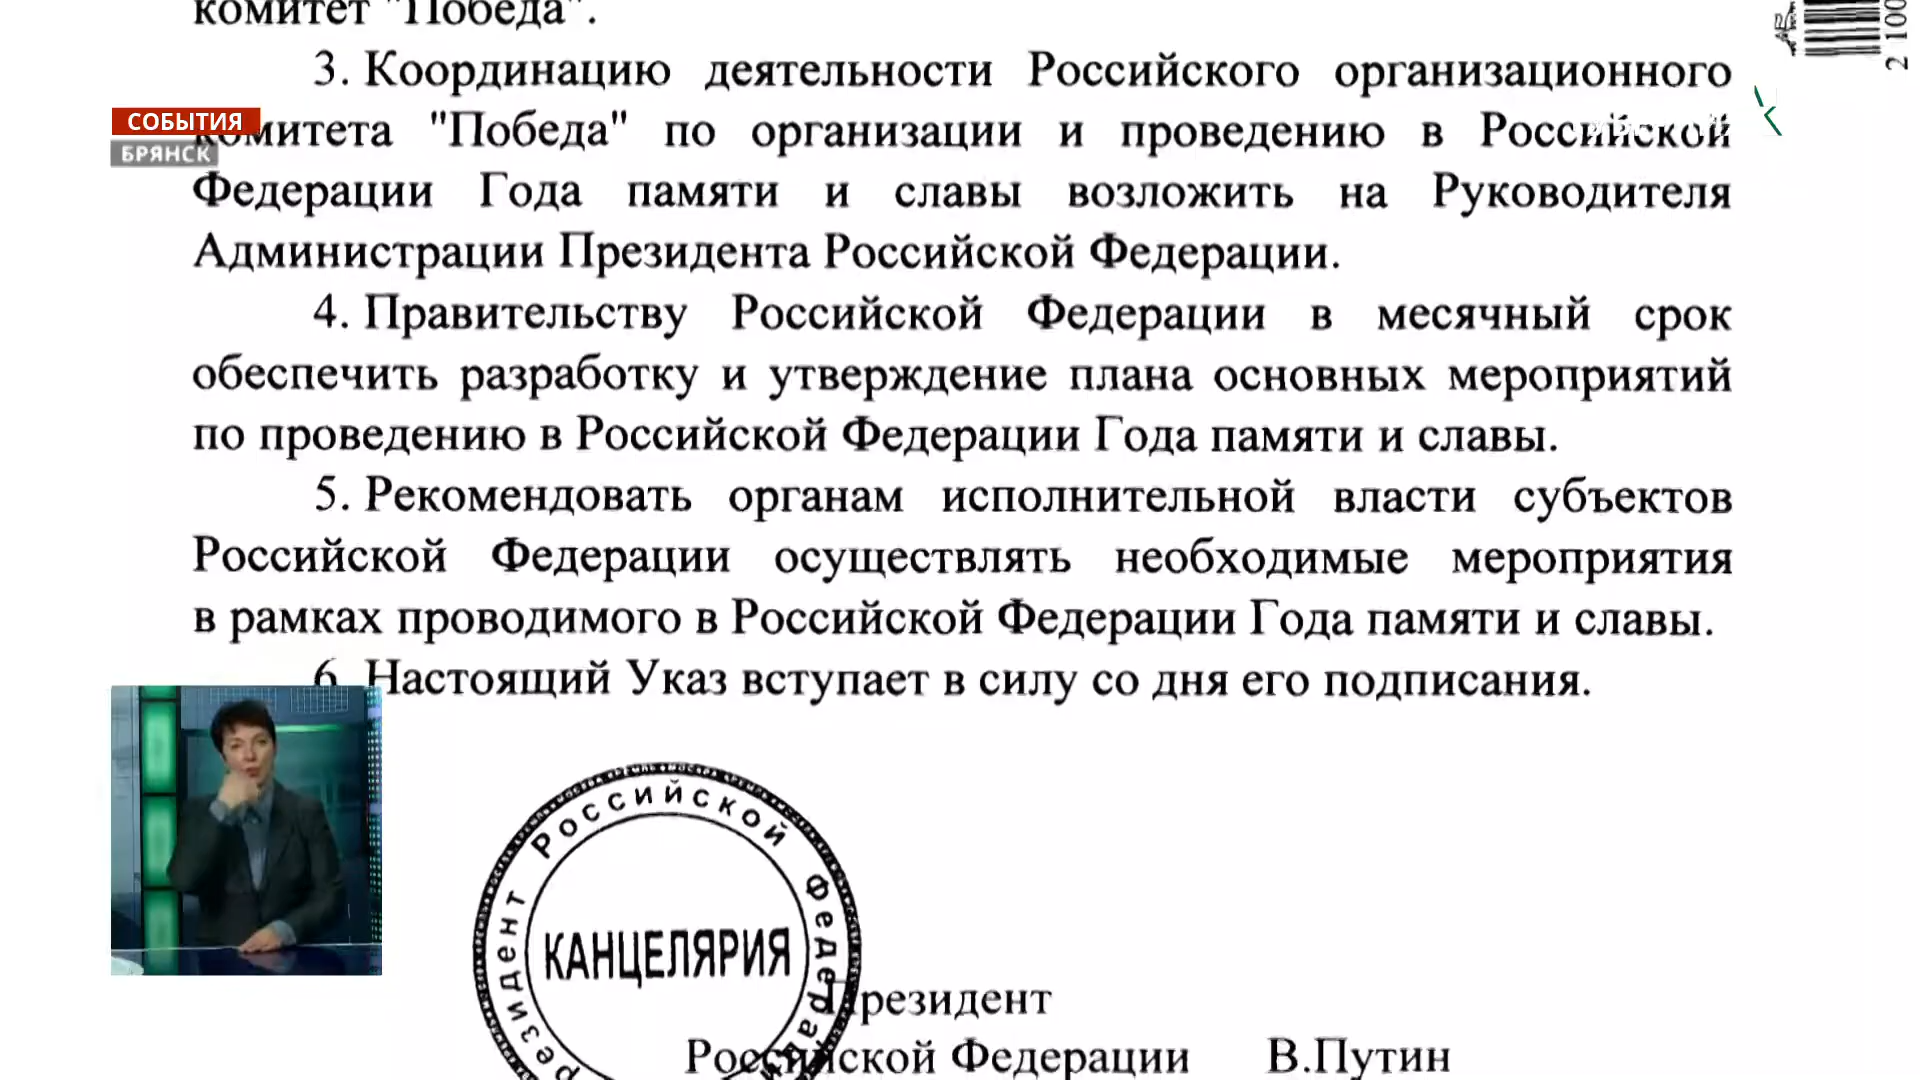 комитет "Победа".
3. Координацию деятельности Российского организационного
комитета "Победа" по организации и проведению в Российской
Федерации Года памяти и славы возложить на Руководителя
Администрации Президента Российской Федерации.
4. Правительству Российской Федерации в месячный срок
обеспечить разработку и утверждение плана основных мероприятий
по проведению в Российской Федерации Года памяти и славы.
5. Рекомендовать органам исполнительной власти субъектов
Российской Федерации осуществлять необходимые мероприятия
в рамках проводимого в Российской Федерации Года памяти и славы.
6. Настоящий Указ вступает в силу со дня его подписания.
СОБЫТИЯ
БРЯНСК
2 100
Президент Российской Федерации
КАНЦЕЛЯРИЯ
Президент
Российской Федерации В.Путин